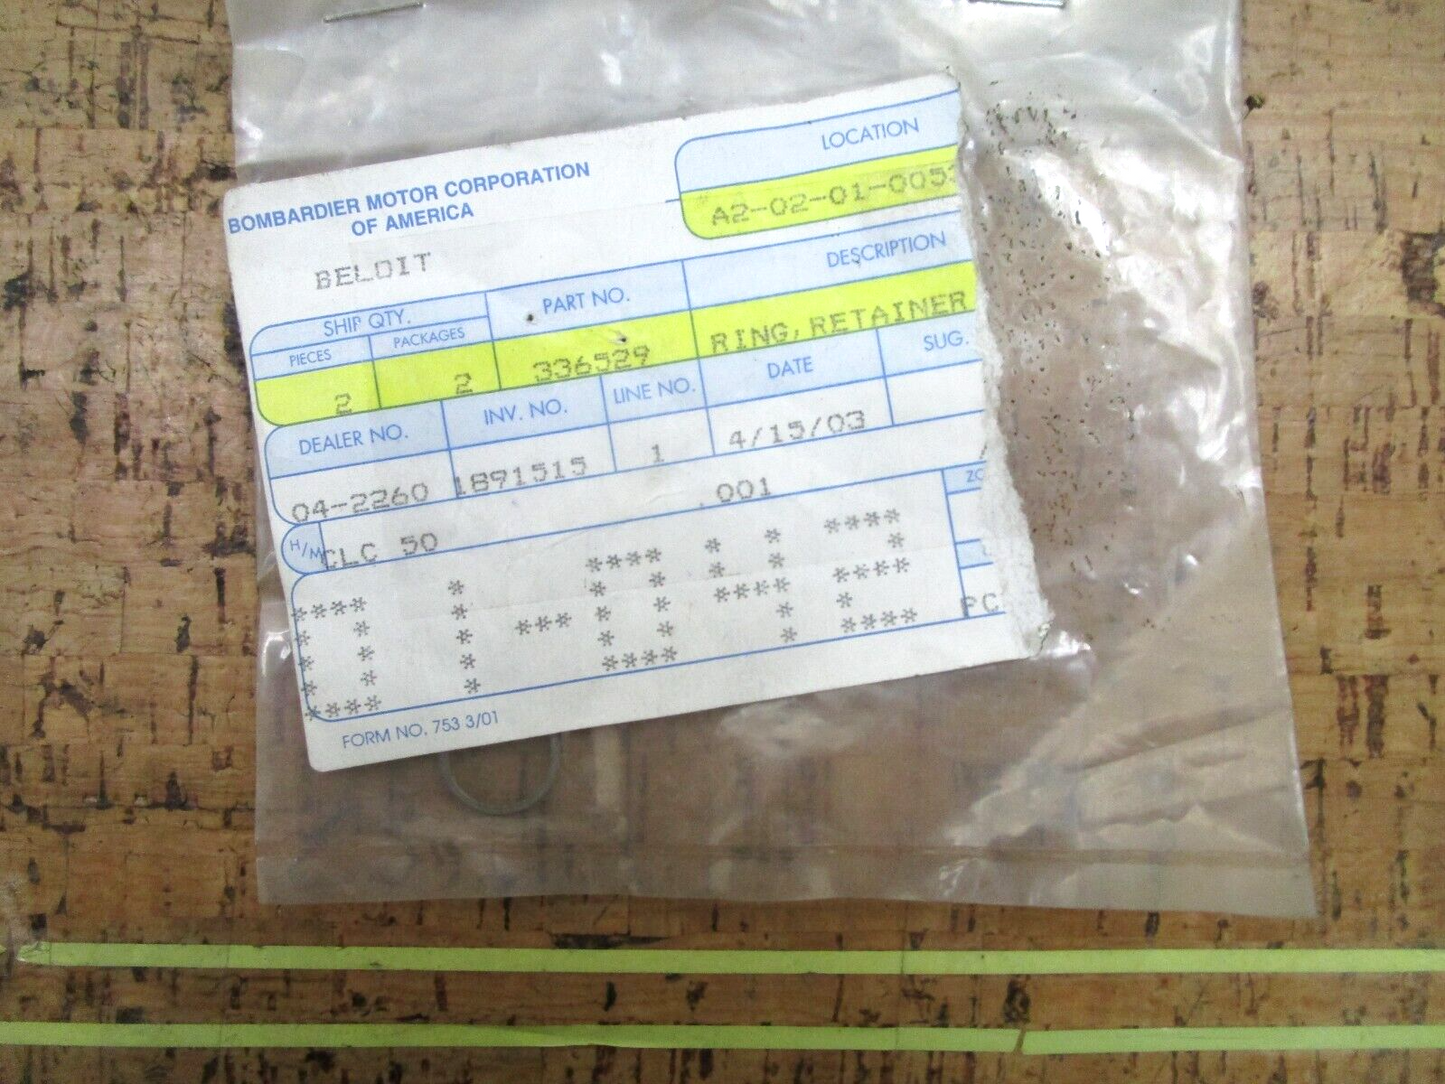 BOMBARDIER MOTOR CORPORATION
OF AMERICA
LOCATION
A2-02-01-005
BELOIT
SHIP QTY.
PIECES
PACKAGES
PART NO.
DESCRIPTION
2
2
336529
RING, RETAINER
DEALER NO.
INV. NO.
LINE NO.
DATE
SUG.
04-2260
1891515
1
4/15/03
H/M
CLC 50
.001
PC
FORM NO. 753 3/01